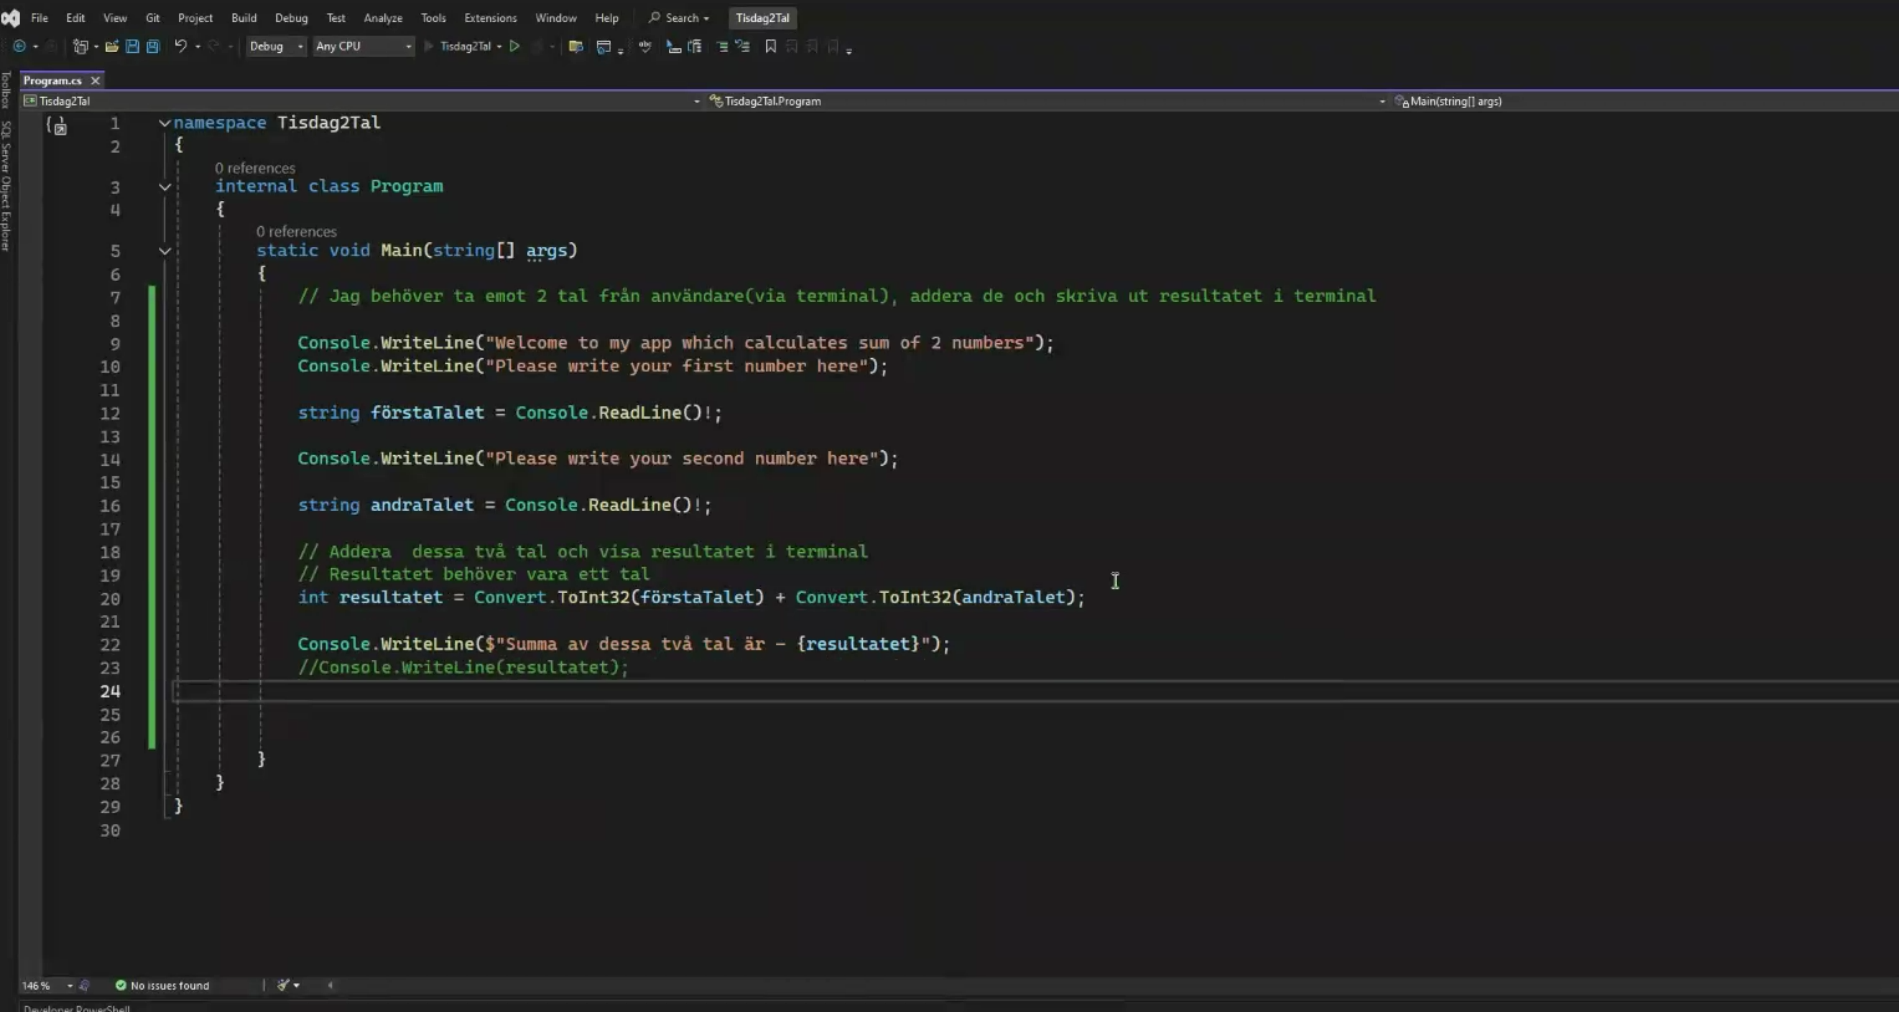 File Edit View Git Project Build Debug Test Analyze Tools Extensions Window Help Search Tisdag2Tal
Debug Any CPU Tisdag2Tal
Program.cs
Tisdag2Tal Tisdag2Tal.Program Main(string[] args)
Toolbox
SQL Server Object Explorer
1 namespace Tisdag2Tal
2 {
0 references
3 internal class Program
4 {
0 references
5 static void Main(string[] args)
6 {
7 // Jag behöver ta emot 2 tal från användare(via terminal), addera de och skriva ut resultatet i terminal
8
9 Console.WriteLine("Welcome to my app which calculates sum of 2 numbers");
10 Console.WriteLine("Please write your first number here");
11
12 string förstaTalet = Console.ReadLine()!;
13
14 Console.WriteLine("Please write your second number here");
15
16 string andraTalet = Console.ReadLine()!;
17
18 // Addera  dessa två tal och visa resultatet i terminal
19 // Resultatet behöver vara ett tal
20 int resultatet = Convert.ToInt32(förstaTalet) + Convert.ToInt32(andraTalet);
21
22 Console.WriteLine($"Summa av dessa två tal är - {resultatet}");
23 //Console.WriteLine(resultatet);
24
25
26
27 }
28 }
29 }
30
146 % No issues found
Developer PowerShell